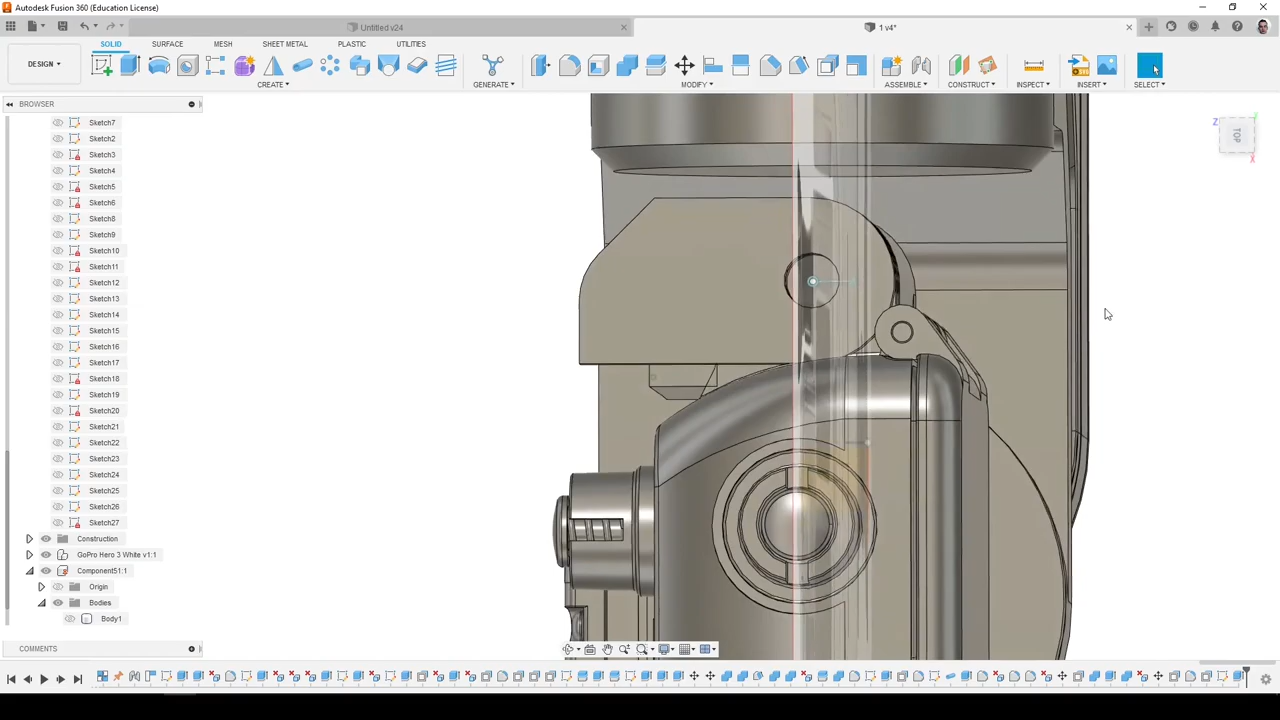 Autodesk Fusion 360 (Education License)
Untitled v24
1 v4*
SOLID SURFACE MESH SHEET METAL PLASTIC UTILITIES
DESIGN
CREATE GENERATE MODIFY ASSEMBLE CONSTRUCT INSPECT INSERT SELECT
BROWSER
Sketch7
Sketch2
Sketch3
Sketch4
Sketch5
Sketch6
Sketch8
Sketch9
Sketch10
Sketch11
Sketch12
Sketch13
Sketch14
Sketch15
Sketch16
Sketch17
Sketch18
Sketch19
Sketch20
Sketch21
Sketch22
Sketch23
Sketch24
Sketch25
Sketch26
Sketch27
Construction
GoPro Hero 3 White v1:1
Component51:1
Origin
Bodies
Body1
COMMENTS
Z
TOP
X